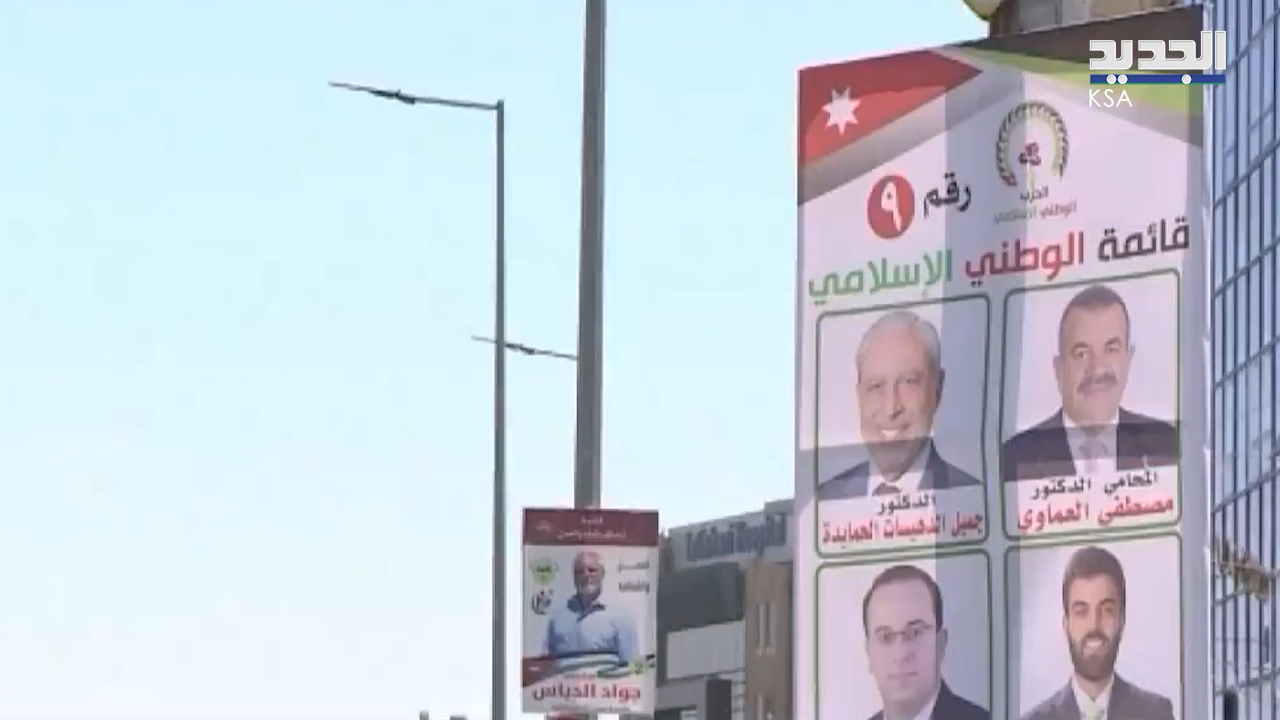 الجديد
KSA
الحزب
الوطني الإسلامي
رقم ٩
قائمة الوطني الإسلامي
المحامي الدكتور
مصطفى العماوي
الدكتور
جميل الدهيسات الحمايدة
جواد الدباس